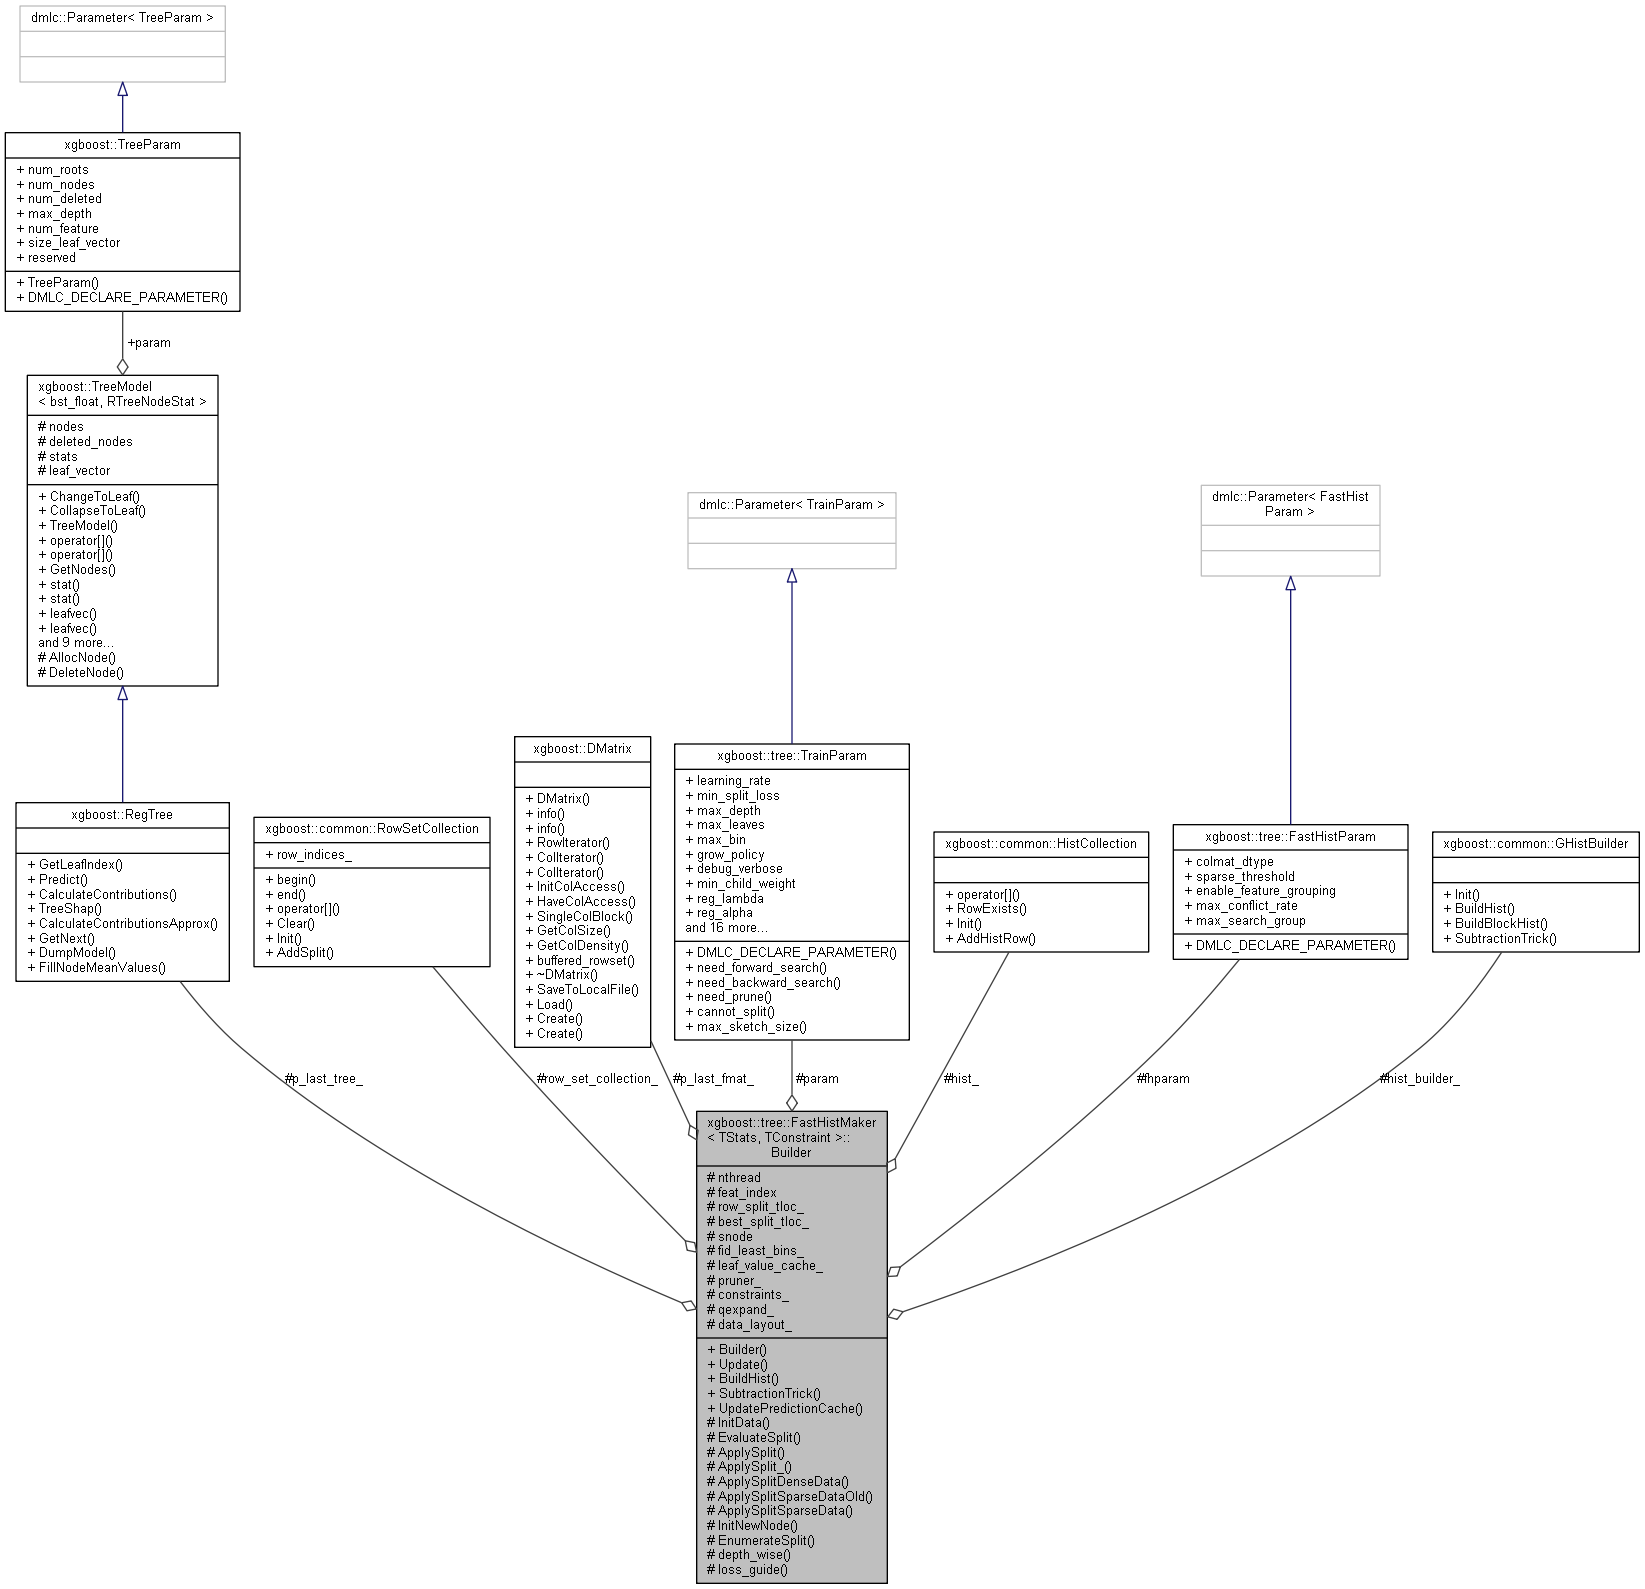 dmlc::Parameter< TreeParam >
xgboost::TreeParam
+ num_roots
+ num_nodes
+ num_deleted
+ max_depth
+ num_feature
+ size_leaf_vector
+ reserved
+ TreeParam()
+ DMLC_DECLARE_PARAMETER()
+param
xgboost::TreeModel
< bst_float, RTreeNodeStat >
# nodes
# deleted_nodes
# stats
# leaf_vector
+ ChangeToLeaf()
+ CollapseToLeaf()
+ TreeModel()
+ operator[]()
+ operator[]()
+ GetNodes()
+ stat()
+ stat()
+ leafvec()
+ leafvec()
and 9 more...
# AllocNode()
# DeleteNode()
xgboost::RegTree
+ GetLeafIndex()
+ Predict()
+ CalculateContributions()
+ TreeShap()
+ CalculateContributionsApprox()
+ GetNext()
+ DumpModel()
+ FillNodeMeanValues()
xgboost::common::RowSetCollection
+ row_indices_
+ begin()
+ end()
+ operator[]()
+ Clear()
+ Init()
+ AddSplit()
xgboost::DMatrix
+ DMatrix()
+ info()
+ info()
+ RowIterator()
+ ColIterator()
+ ColIterator()
+ InitColAccess()
+ HaveColAccess()
+ SingleColBlock()
+ GetColSize()
+ GetColDensity()
+ buffered_rowset()
+ ~DMatrix()
+ SaveToLocalFile()
+ Load()
+ Create()
+ Create()
dmlc::Parameter< TrainParam >
xgboost::tree::TrainParam
+ learning_rate
+ min_split_loss
+ max_depth
+ max_leaves
+ max_bin
+ grow_policy
+ debug_verbose
+ min_child_weight
+ reg_lambda
+ reg_alpha
and 16 more...
+ DMLC_DECLARE_PARAMETER()
+ need_forward_search()
+ need_backward_search()
+ need_prune()
+ cannot_split()
+ max_sketch_size()
xgboost::common::HistCollection
+ operator[]()
+ RowExists()
+ Init()
+ AddHistRow()
dmlc::Parameter< FastHist
Param >
xgboost::tree::FastHistParam
+ colmat_dtype
+ sparse_threshold
+ enable_feature_grouping
+ max_conflict_rate
+ max_search_group
+ DMLC_DECLARE_PARAMETER()
xgboost::common::GHistBuilder
+ Init()
+ BuildHist()
+ BuildBlockHist()
+ SubtractionTrick()
#p_last_tree_
#row_set_collection_
#p_last_fmat_
#param
#hist_
#fhparam
#hist_builder_
xgboost::tree::FastHistMaker
< TStats, TConstraint >::
Builder
# nthread
# feat_index
# row_split_tloc_
# best_split_tloc_
# snode
# fid_least_bins_
# leaf_value_cache_
# pruner_
# constraints_
# qexpand_
# data_layout_
+ Builder()
+ Update()
+ BuildHist()
+ SubtractionTrick()
+ UpdatePredictionCache()
# InitData()
# EvaluateSplit()
# ApplySplit()
# ApplySplit_()
# ApplySplitDenseData()
# ApplySplitSparseDataOld()
# ApplySplitSparseData()
# InitNewNode()
# EnumerateSplit()
# depth_wise()
# loss_guide()